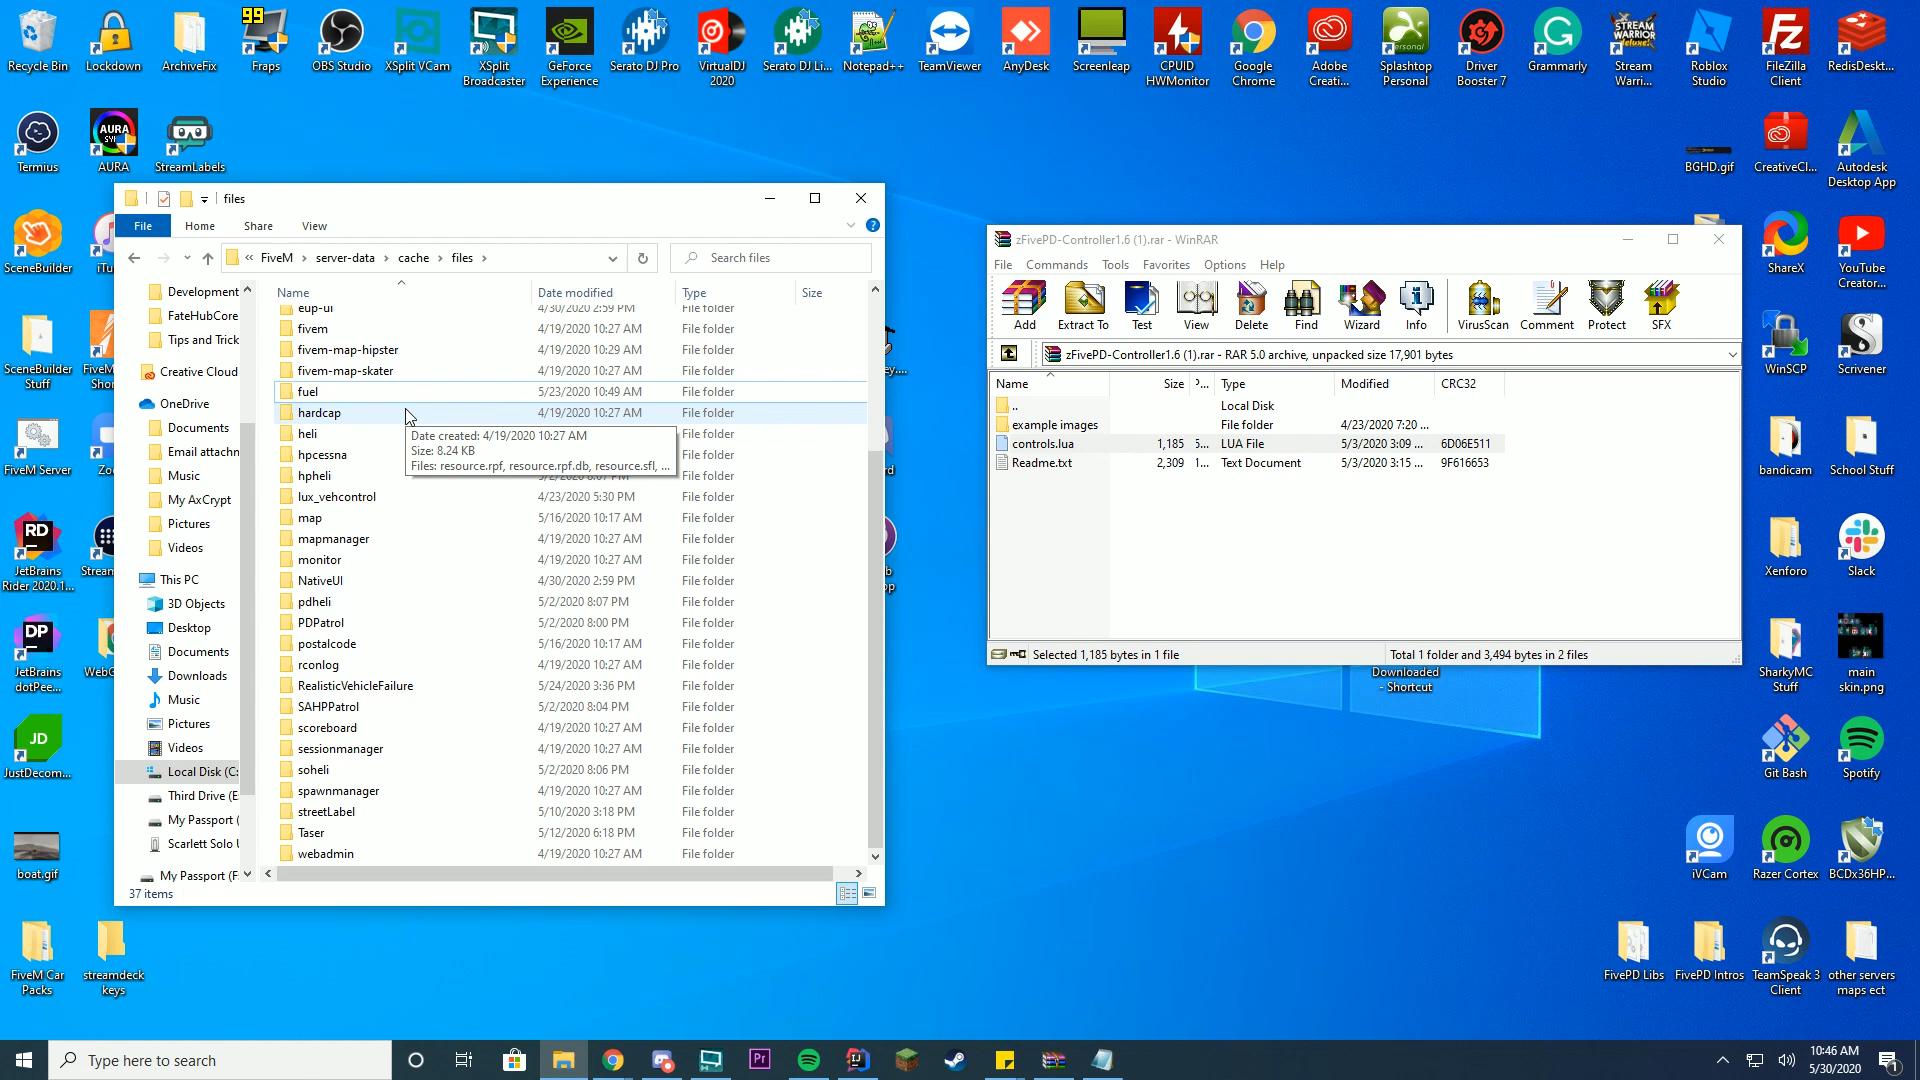 Recycle Bin
Lockdown
ArchiveFix
99
Fraps
OBS Studio
XSplit VCam
XSplit Broadcaster
GeForce Experience
Serato DJ Pro
VirtualDJ 2020
Serato DJ Li...
Notepad++
TeamViewer
AnyDesk
Screenleap
CPUID HWMonitor
Google Chrome
Adobe Creati...
Splashtop Personal
Driver Booster 7
Grammarly
Stream Warri...
Roblox Studio
FileZilla Client
RedisDeskt...
Termius
AURA
StreamLabels
BGHD.gif
CreativeCl...
Autodesk Desktop App
files
File Home Share View
« FiveM > server-data > cache > files >
Search files
Name Date modified Type Size
eup-ui 4/30/2020 2:59 PM File folder
fivem 4/19/2020 10:27 AM File folder
fivem-map-hipster 4/19/2020 10:29 AM File folder
fivem-map-skater 4/19/2020 10:27 AM File folder
fuel 5/23/2020 10:49 AM File folder
hardcap 4/19/2020 10:27 AM File folder
heli File folder
hpcessna File folder
hpheli 5/2/2020 8:07 PM File folder
Date created: 4/19/2020 10:27 AM
Size: 8.24 KB
Files: resource.rpf, resource.rpf.db, resource.sfl, ...
lux_vehcontrol 4/23/2020 5:30 PM File folder
map 5/16/2020 10:17 AM File folder
mapmanager 4/19/2020 10:27 AM File folder
monitor 4/19/2020 10:27 AM File folder
NativeUI 4/30/2020 2:59 PM File folder
pdheli 5/2/2020 8:07 PM File folder
PDPatrol 5/2/2020 8:00 PM File folder
postalcode 5/16/2020 10:17 AM File folder
rconlog 4/19/2020 10:27 AM File folder
RealisticVehicleFailure 5/24/2020 3:36 PM File folder
SAHPPatrol 5/2/2020 8:04 PM File folder
scoreboard 4/19/2020 10:27 AM File folder
sessionmanager 4/19/2020 10:27 AM File folder
soheli 5/2/2020 8:06 PM File folder
spawnmanager 4/19/2020 10:27 AM File folder
streetLabel 5/10/2020 3:18 PM File folder
Taser 5/12/2020 6:18 PM File folder
webadmin 4/19/2020 10:27 AM File folder
37 items
Development
FateHubCore
Tips and Trick
Creative Cloud
OneDrive
Documents
Email attachn
Music
My AxCrypt
Pictures
Videos
This PC
3D Objects
Desktop
Documents
Downloads
Music
Pictures
Videos
Local Disk (C:
Third Drive (E
My Passport (
Scarlett Solo U
My Passport (F:
SceneBuilder
iTu
SceneBuilder Stuff
FiveM
Shor
FiveM Server
Zo
JetBrains Rider 2020.1...
Stream
JetBrains dotPee...
WebG
JustDecom...
boat.gif
FiveM Car Packs
streamdeck keys
zFivePD-Controller1.6 (1).rar - WinRAR
File Commands Tools Favorites Options Help
Add Extract To Test View Delete Find Wizard Info VirusScan Comment Protect SFX
zFivePD-Controller1.6 (1).rar - RAR 5.0 archive, unpacked size 17,901 bytes
Name Size P... Type Modified CRC32
.. Local Disk
example images File folder 4/23/2020 7:20 ...
controls.lua 1,185 5... LUA File 5/3/2020 3:09 ... 6D06E511
Readme.txt 2,309 1... Text Document 5/3/2020 3:15 ... 9F616653
Selected 1,185 bytes in 1 file Total 1 folder and 3,494 bytes in 2 files
Downloaded - Shortcut
ShareX
YouTube Creator...
WinSCP
Scrivener
bandicam
School Stuff
Xenforo
Slack
SharkyMC Stuff
main skin.png
Git Bash
Spotify
iVCam
Razer Cortex
BCDx36HP...
FivePD Libs
FivePD Intros
TeamSpeak 3 Client
other servers maps ect
Type here to search
10:46 AM
5/30/2020
1